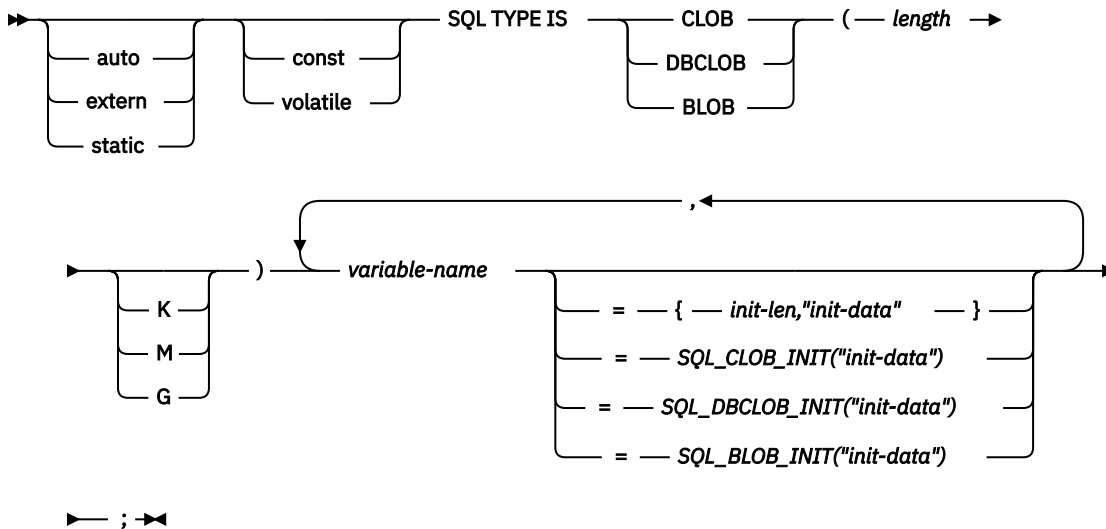 SQL TYPE IS CLOB ( length
auto const DBCLOB
extern volatile BLOB
static
,
) variable-name
K = { init-len,"init-data" }
M = SQL_CLOB_INIT("init-data")
G = SQL_DBCLOB_INIT("init-data")
= SQL_BLOB_INIT("init-data")
;